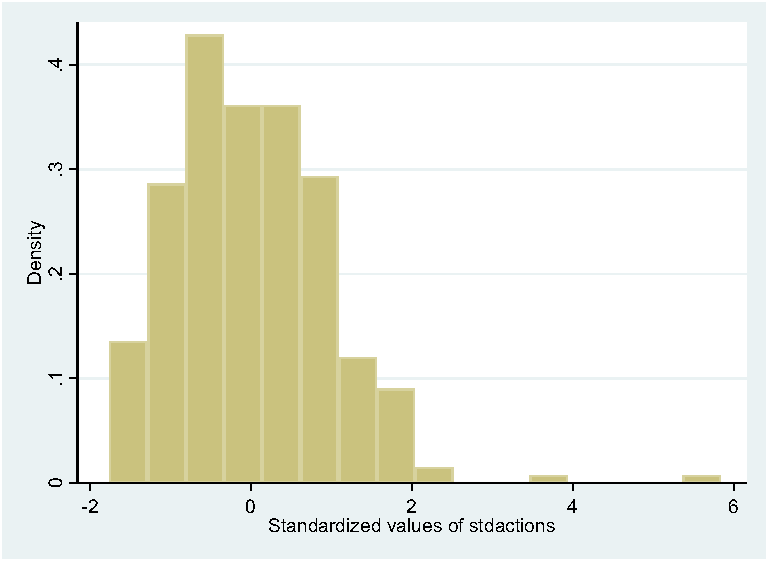 Density
.4
.3
.2
.1
0
-2 0 2 4 6
Standardized values of stdactions